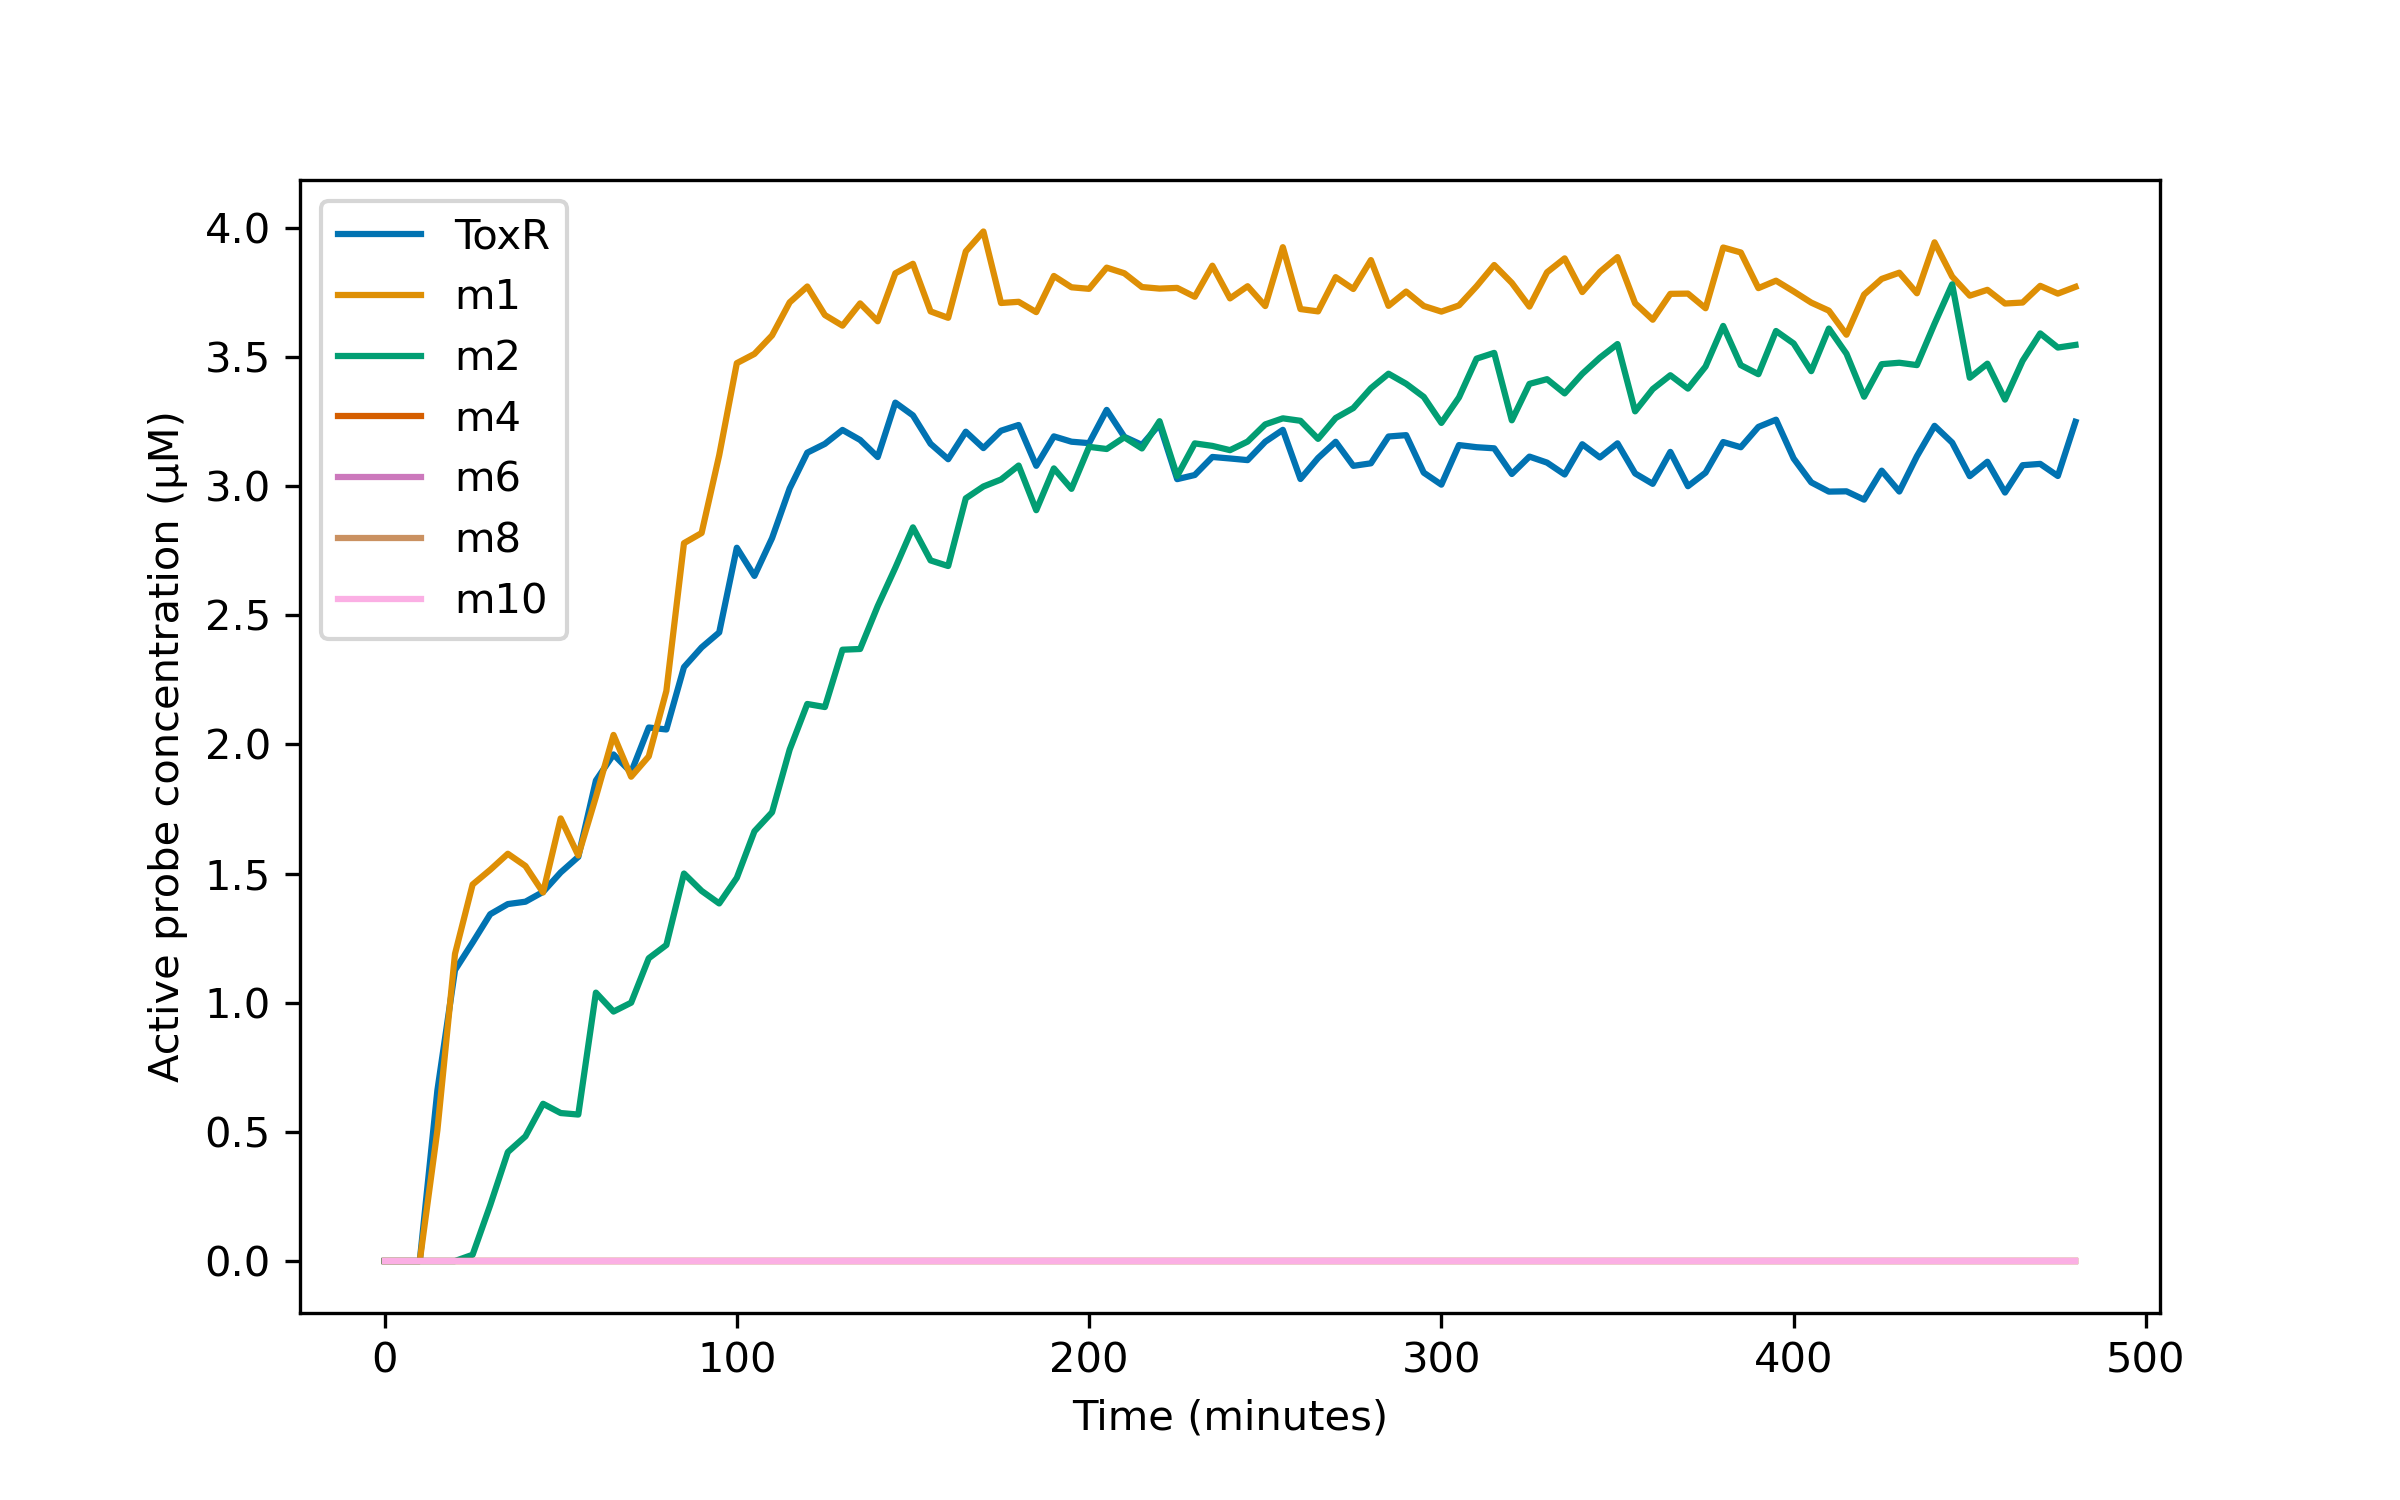 ToxR
m1
m2
m4
m6
m8
m10
4.0
3.5
3.0
2.5
2.0
1.5
1.0
0.5
0.0
Active probe concentration (μM)
0 100 200 300 400 500
Time (minutes)